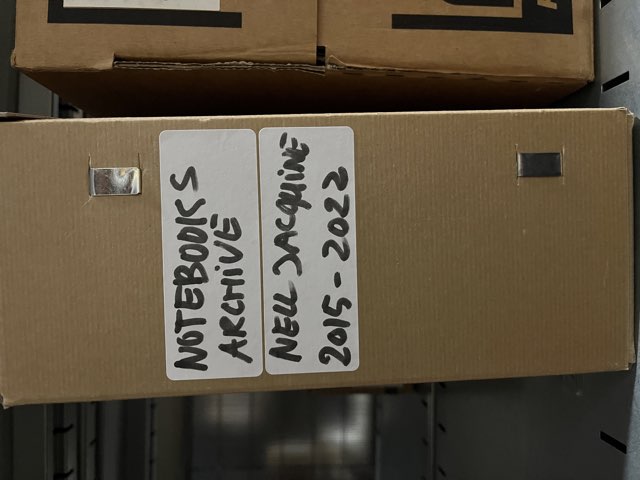 NOTEBOOKS
ARCHIVE
NELL JACQUINE
2015-2022